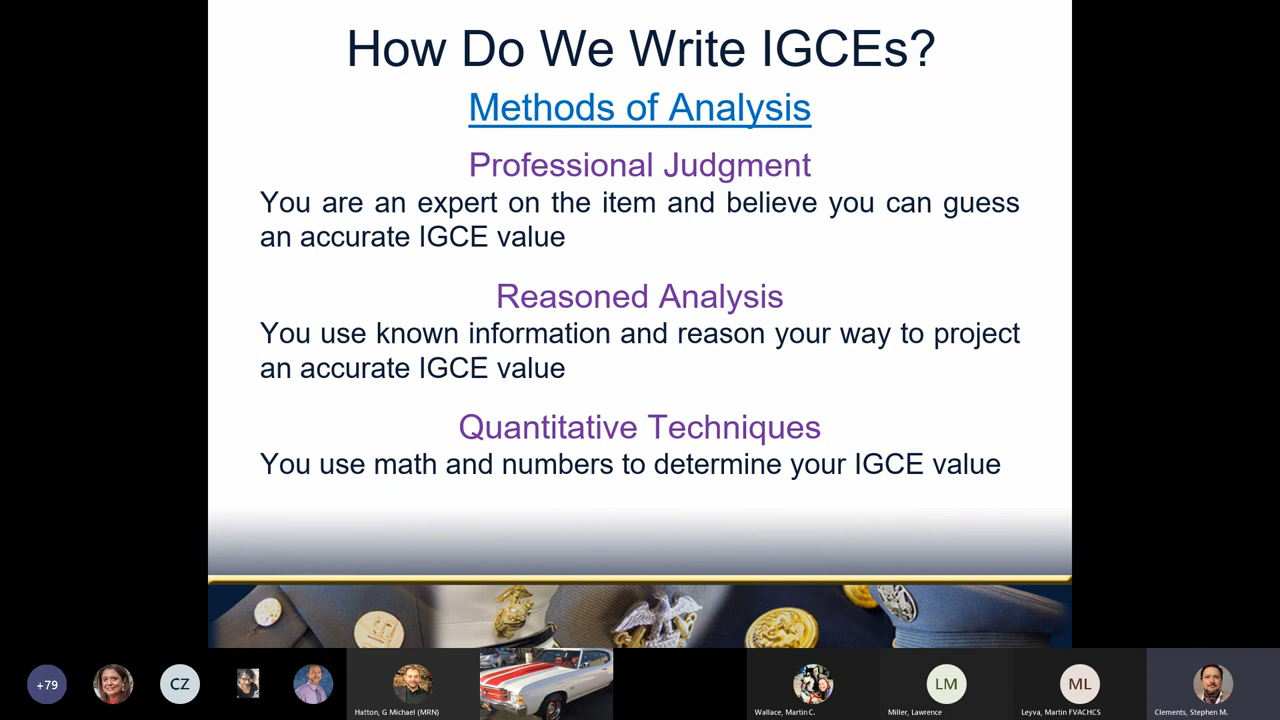 How Do We Write IGCEs?
Methods of Analysis
Professional Judgment
You are an expert on the item and believe you can guess
an accurate IGCE value
Reasoned Analysis
You use known information and reason your way to project
an accurate IGCE value
Quantitative Techniques
You use math and numbers to determine your IGCE value
+79
CZ
LM
ML
Hatton, G Michael (MRN)
Wallace, Martin C.
Miller, Lawrence
Leyva, Martin FVACHCS
Clements, Stephen M.